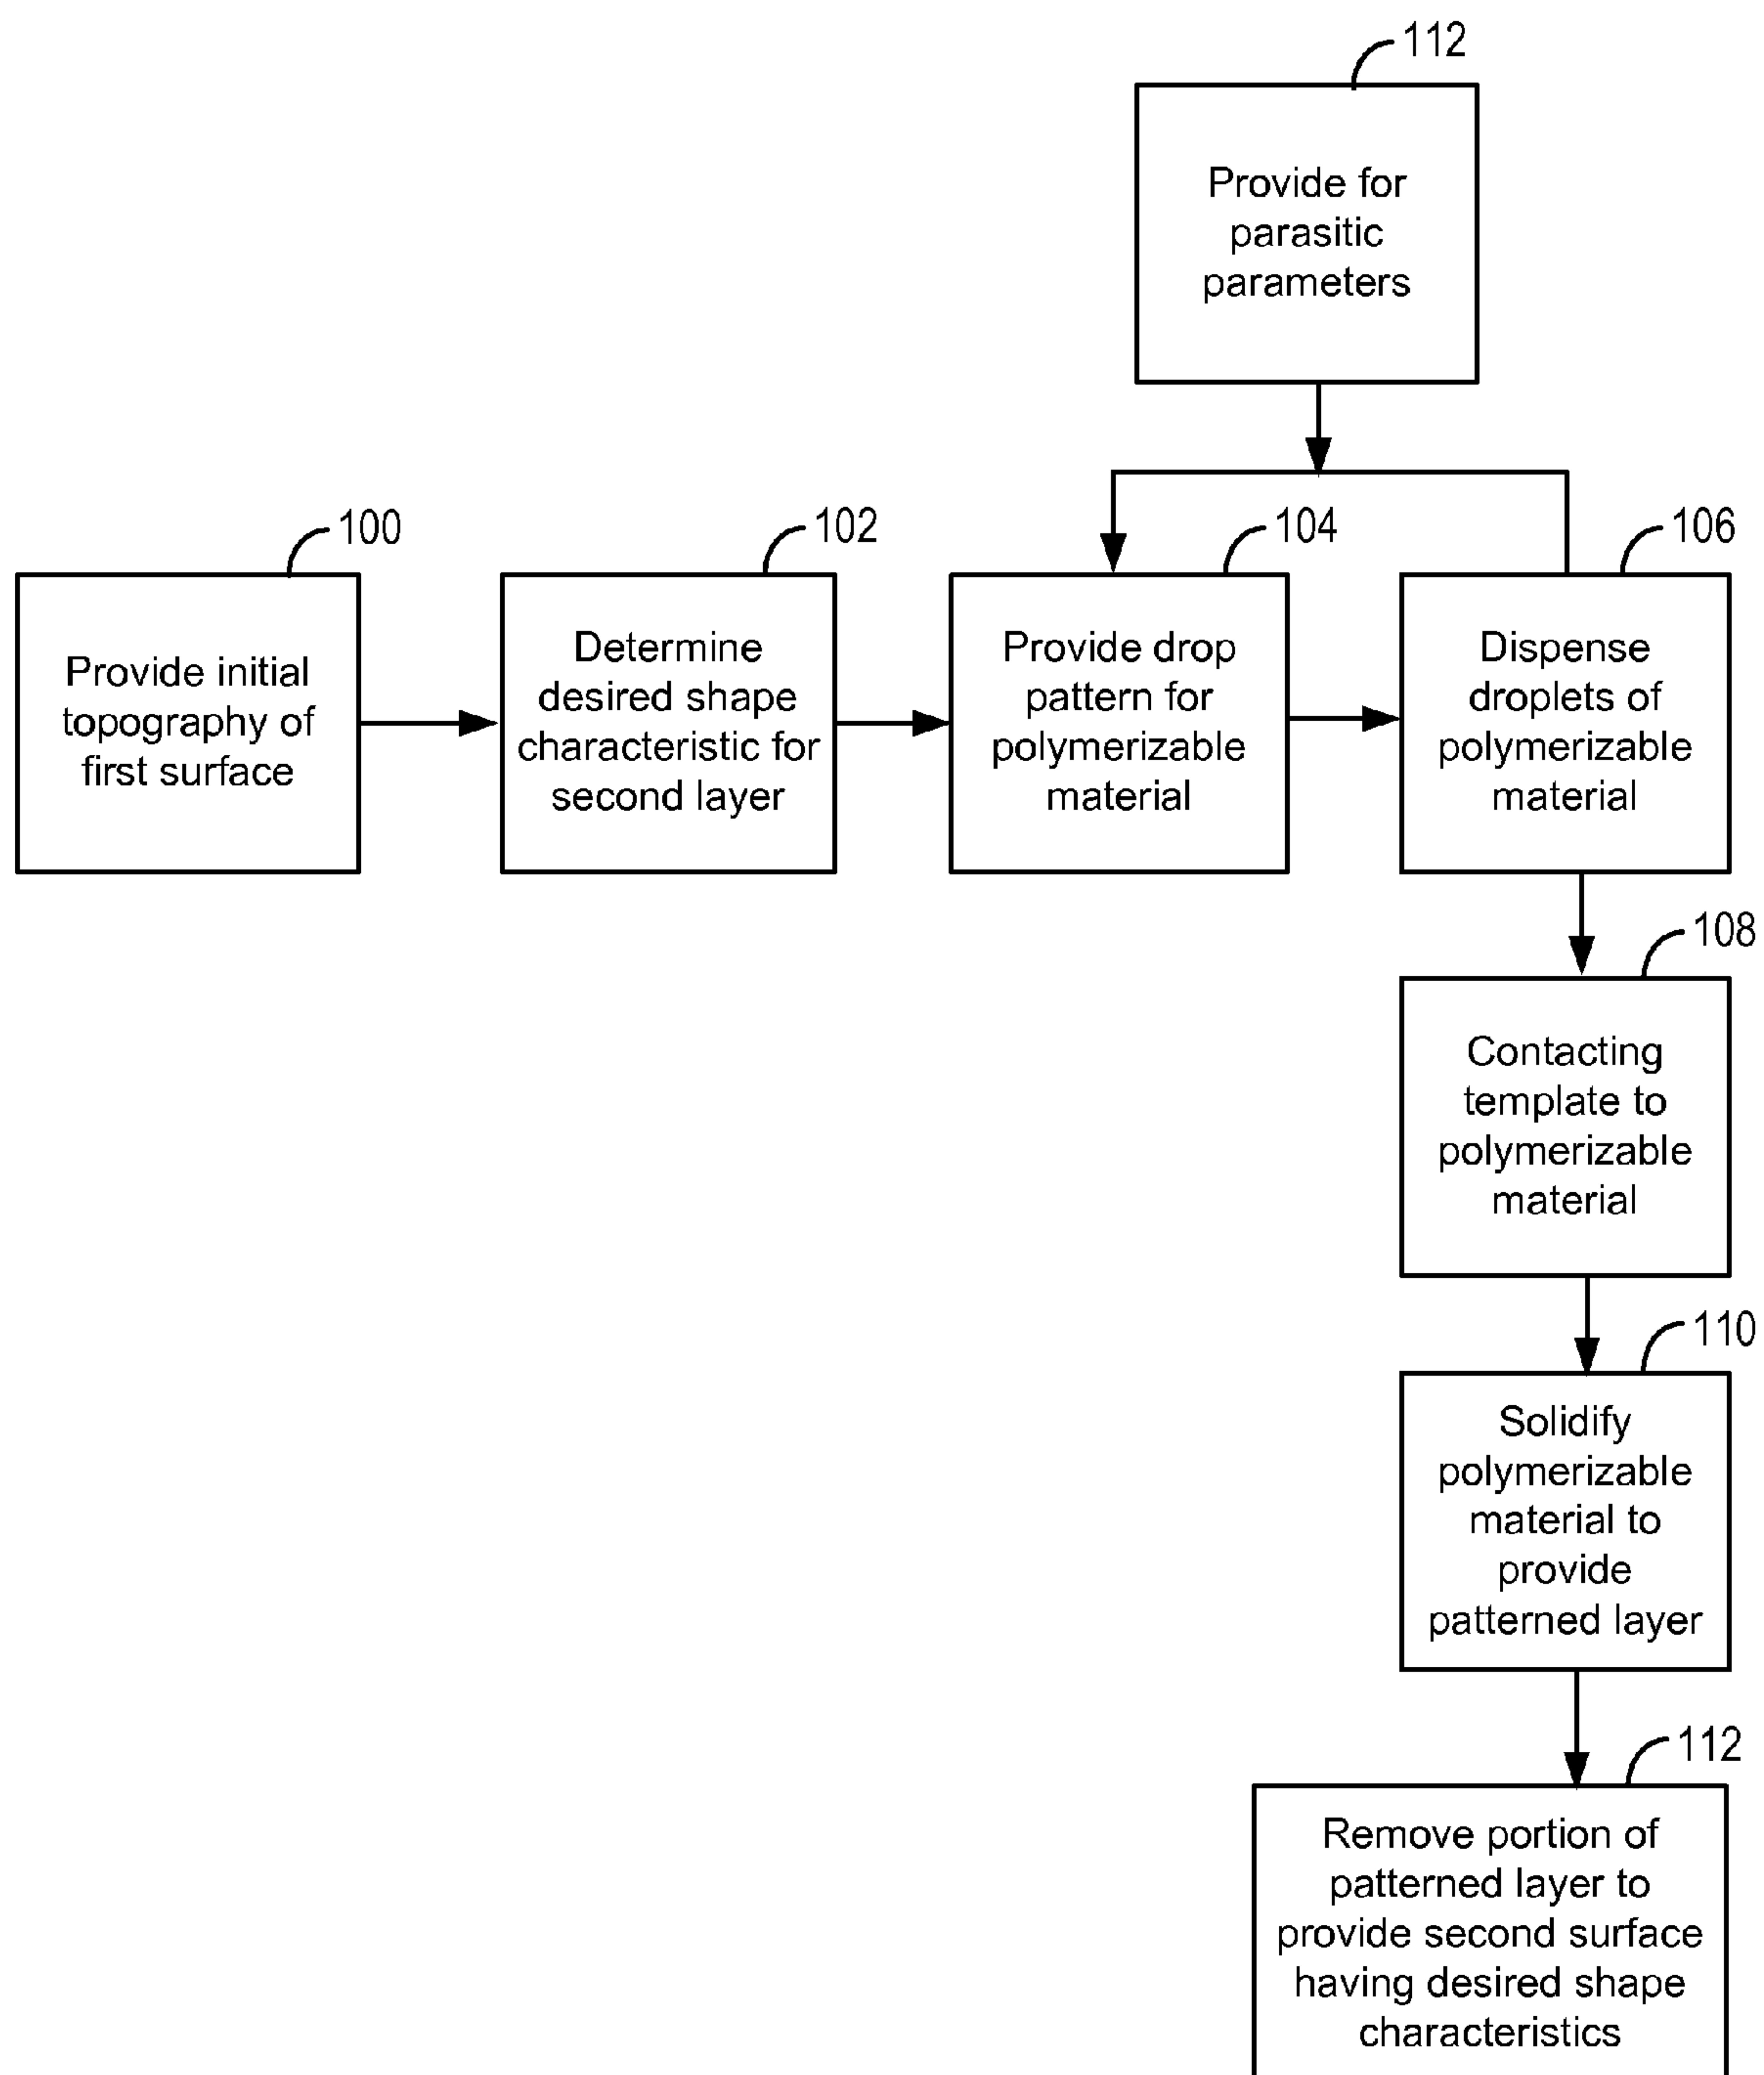 112
Provide for
parasitic
parameters
100
Provide initial
topography of
first surface
102
Determine
desired shape
characteristic for
second layer
104
Provide drop
pattern for
polymerizable
material
106
Dispense
droplets of
polymerizable
material
108
Contacting
template to
polymerizable
material
110
Solidify
polymerizable
material to
provide
patterned layer
112
Remove portion of
patterned layer to
provide second surface
having desired shape
characteristics